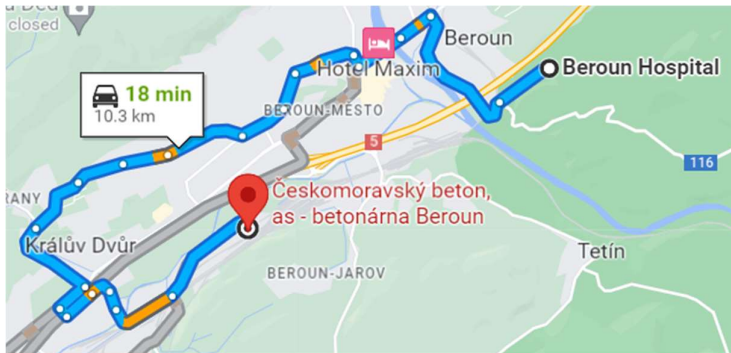 closed
Beroun
Beroun Hospital
Hotel Maxim
18 min
10.3 km
BEROUN-MĚSTO
5
116
Českomoravský beton,
as - betonárna Beroun
RANY
Králův Dvůr
Tetín
BEROUN-JAROV